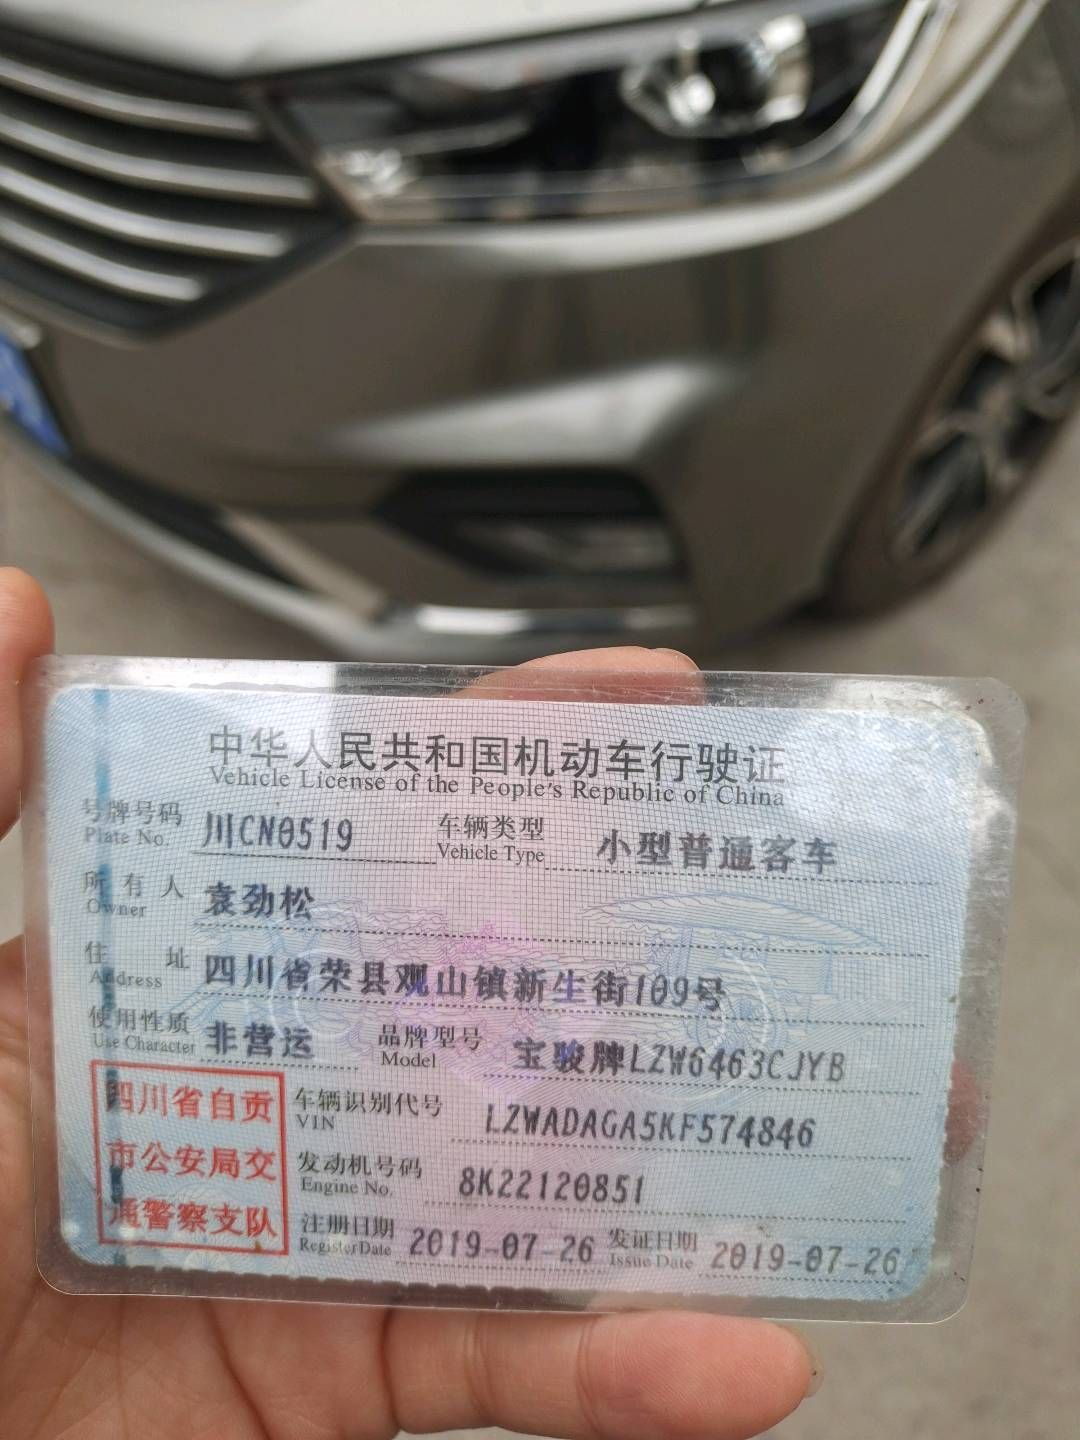 中华人民共和国机动车行驶证
Vehicle License of the People's Republic of China
号牌号码 川CN0519 车辆类型 小型普通客车
Plate No. Vehicle Type
所有人 袁劲松
Owner
住址 四川省荣县观山镇新生街109号
Address
使用性质 非营运 品牌型号 宝骏牌LZW6463CJYB
Use Character Model
四川省自贡
市公安局交
通警察支队
车辆识别代号 LZWADAGA5KF574846
VIN
发动机号码 8K22120851
Engine No.
注册日期 2019-07-26 发证日期 2019-07-26
Register Date Issue Date